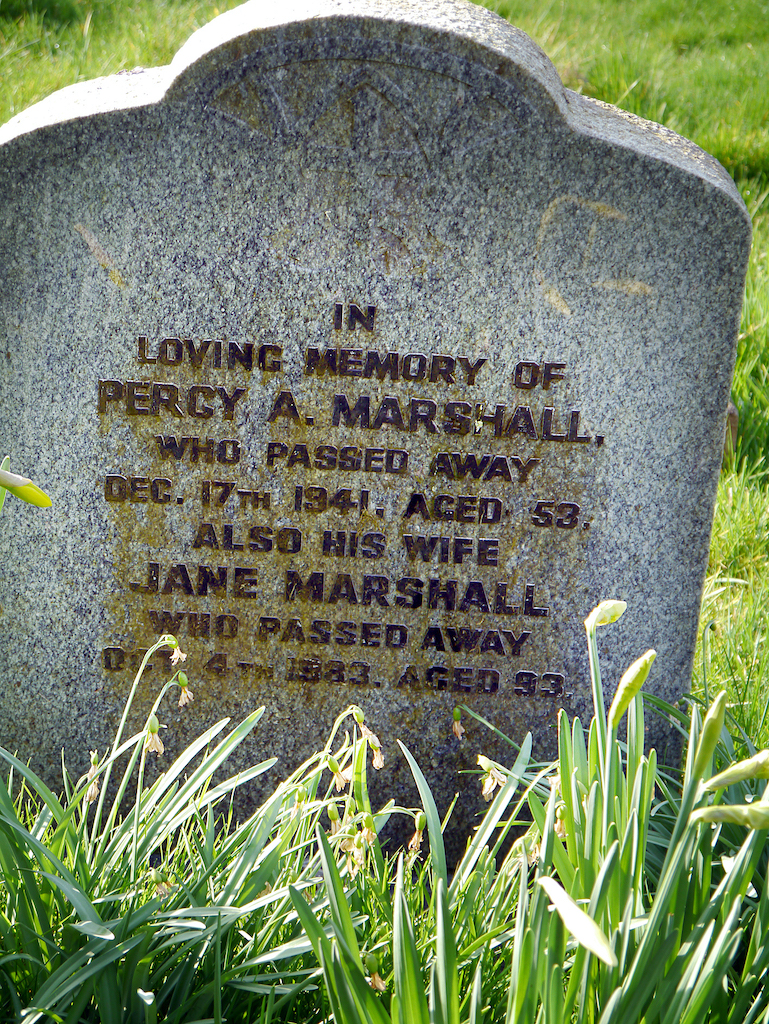 IN
LOVING MEMORY OF
PERCY A. MARSHALL,
WHO PASSED AWAY
DEC. 17TH 1941, AGED 53.
ALSO HIS WIFE
JANE MARSHALL
WHO PASSED AWAY
OCT. 4TH 1983. AGED 93.